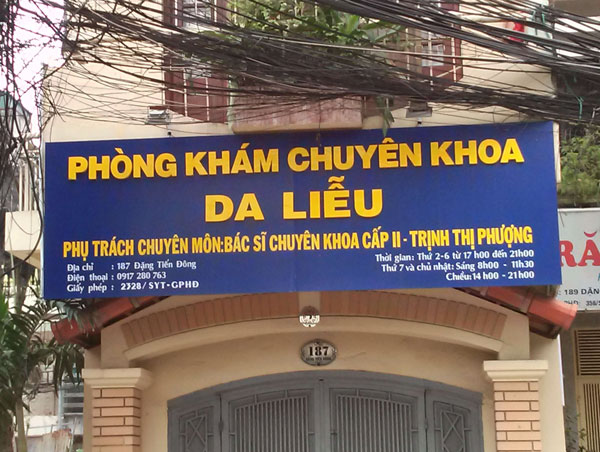 PHÒNG KHÁM CHUYÊN KHOA
DA LIỄU
PHỤ TRÁCH CHUYÊN MÔN:BÁC SĨ CHUYÊN KHOA CẤP II - TRỊNH THỊ PHƯỢNG
Địa chỉ : 187 Đặng Tiến Đông
Điện thoại : 0917 280 763
Giấy phép : 2328/SYT-GPHĐ
Thời gian: Thứ 2-6 từ 17 h00 đến 21h00
Thứ 7 và chủ nhật: Sáng 8h00 - 11h30
Chiều:14 h00 - 21h00
187
RĂ
: 189 ĐẶN